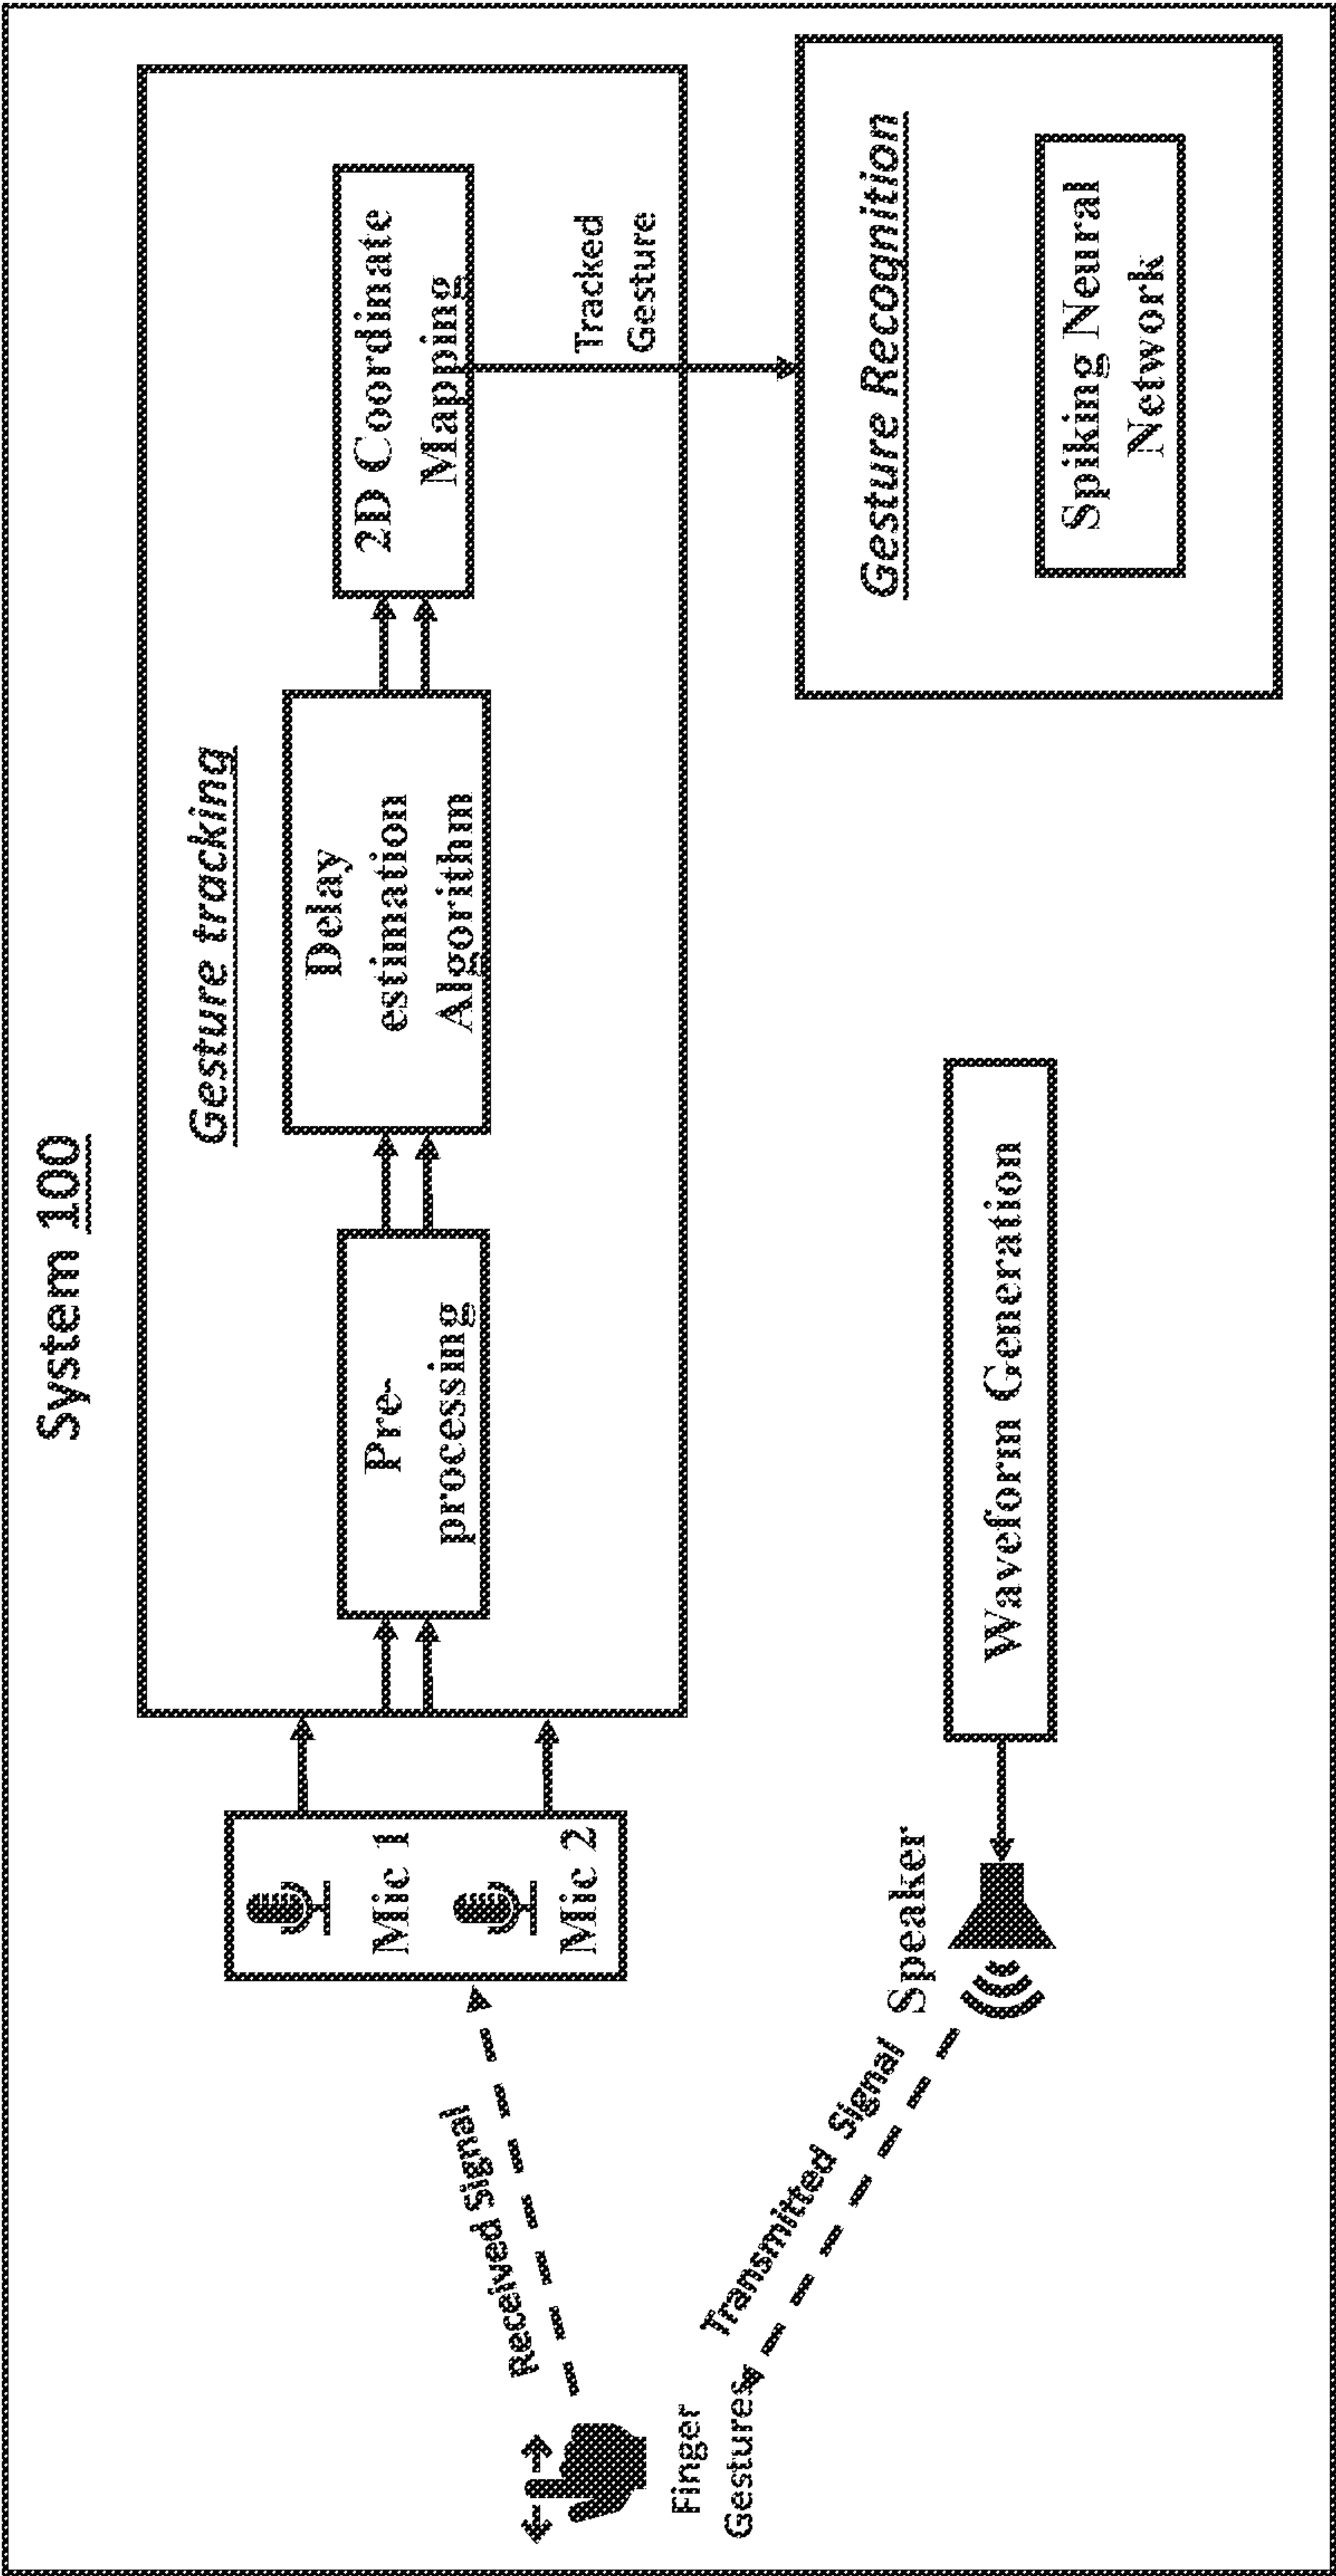 System 100
Gesture tracking
Mic 1
Mic 2
Pre-
processing
Delay
estimation
Algorithm
2D Coordinate
Mapping
Tracked
Gesture
Received Signal
Finger
Gestures
Transmitted Signal
Speaker
Waveform Generation
Gesture Recognition
Spiking Neural
Network